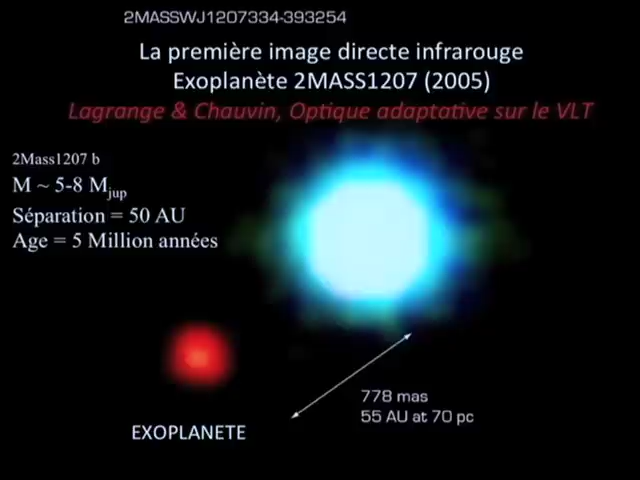 2MASSWJ1207334-393254
La première image directe infrarouge
Exoplanète 2MASS1207 (2005)
Lagrange & Chauvin, Optique adaptative sur le VLT
2Mass1207 b
M ~ 5-8 Mjup
Séparation = 50 AU
Age = 5 Million années
778 mas
55 AU at 70 pc
EXOPLANETE